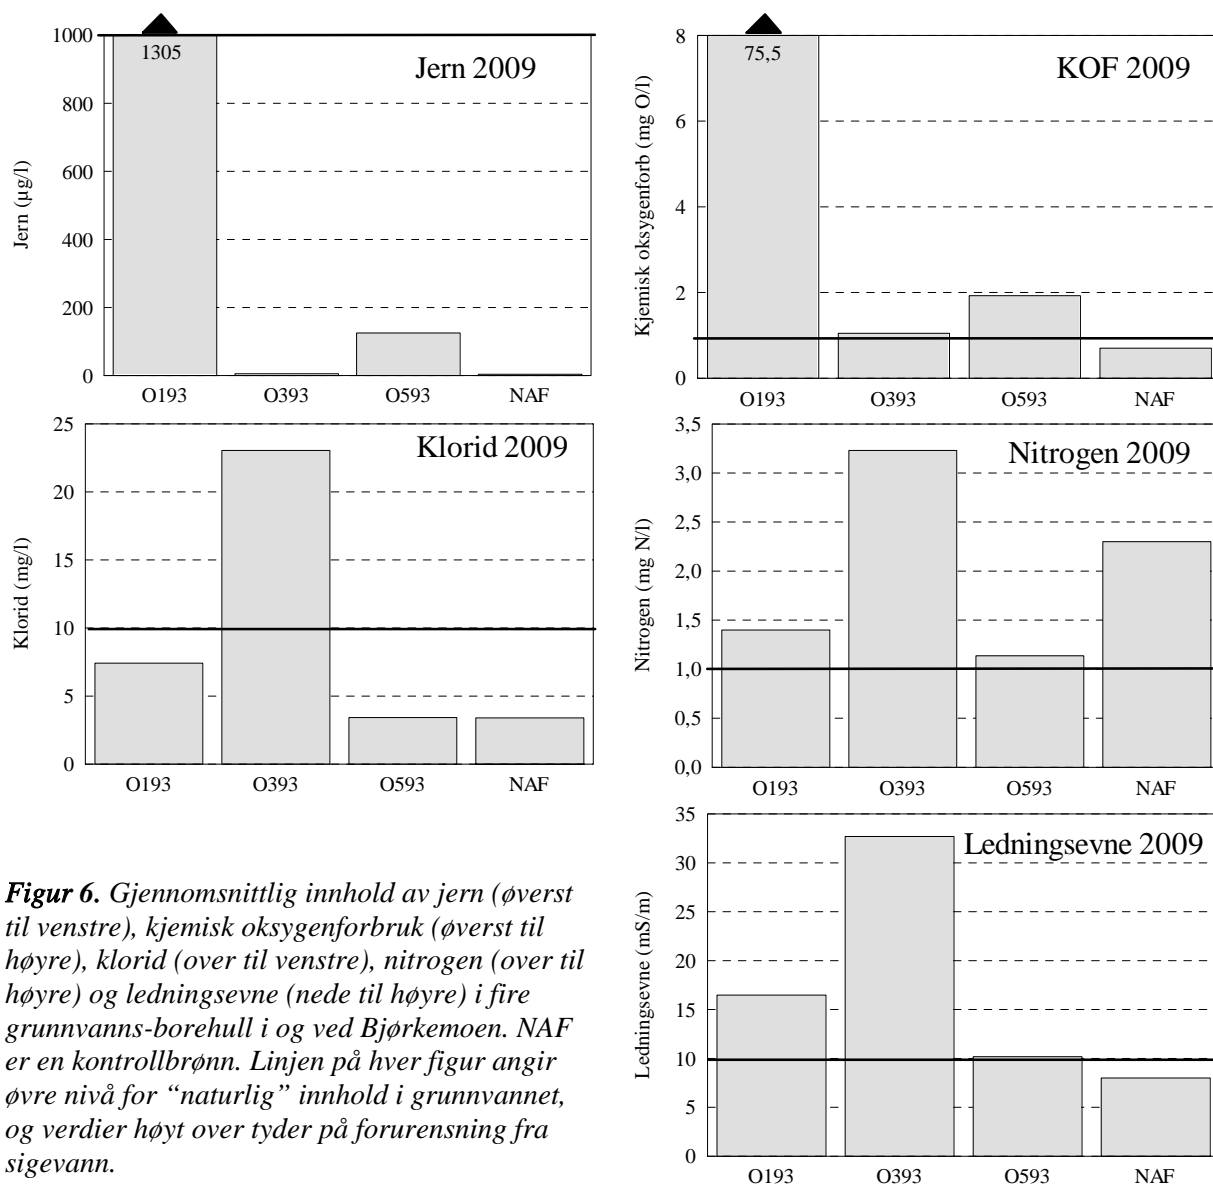 Jern 2009
1305
1000
800
600
400
200
0
Jern (µg/l)
O193 O393 O593 NAF
KOF 2009
75,5
8
6
4
2
0
Kjemisk oksygenforb (mg O/l)
O193 O393 O593 NAF
Klorid 2009
25
20
15
10
5
0
Klorid (mg/l)
O193 O393 O593 NAF
Nitrogen 2009
3,5
3,0
2,5
2,0
1,5
1,0
0,5
0,0
Nitrogen (mg N/l)
O193 O393 O593 NAF
Ledningsevne 2009
35
30
25
20
15
10
5
0
Ledningsevne (mS/m)
O193 O393 O593 NAF
Figur 6. Gjennomsnittlig innhold av jern (øverst
til venstre), kjemisk oksygenforbruk (øverst til
høyre), klorid (over til venstre), nitrogen (over til
høyre) og ledningsevne (nede til høyre) i fire
grunnvanns-borehull i og ved Bjørkemoen. NAF
er en kontrollbrønn. Linjen på hver figur angir
øvre nivå for “naturlig” innhold i grunnvannet,
og verdier høyt over tyder på forurensning fra
sigevann.